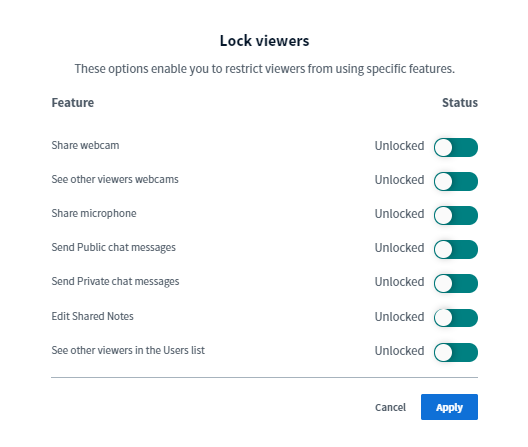 Lock viewers
These options enable you to restrict viewers from using specific features.
Feature Status
Share webcam Unlocked
See other viewers webcams Unlocked
Share microphone Unlocked
Send Public chat messages Unlocked
Send Private chat messages Unlocked
Edit Shared Notes Unlocked
See other viewers in the Users list Unlocked
Cancel Apply